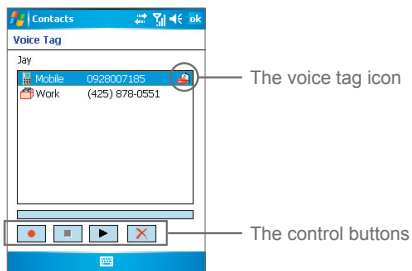 Contacts ok
Voice Tag
Jay
Mobile 0928007185
Work (425) 878-0551
The voice tag icon
The control buttons